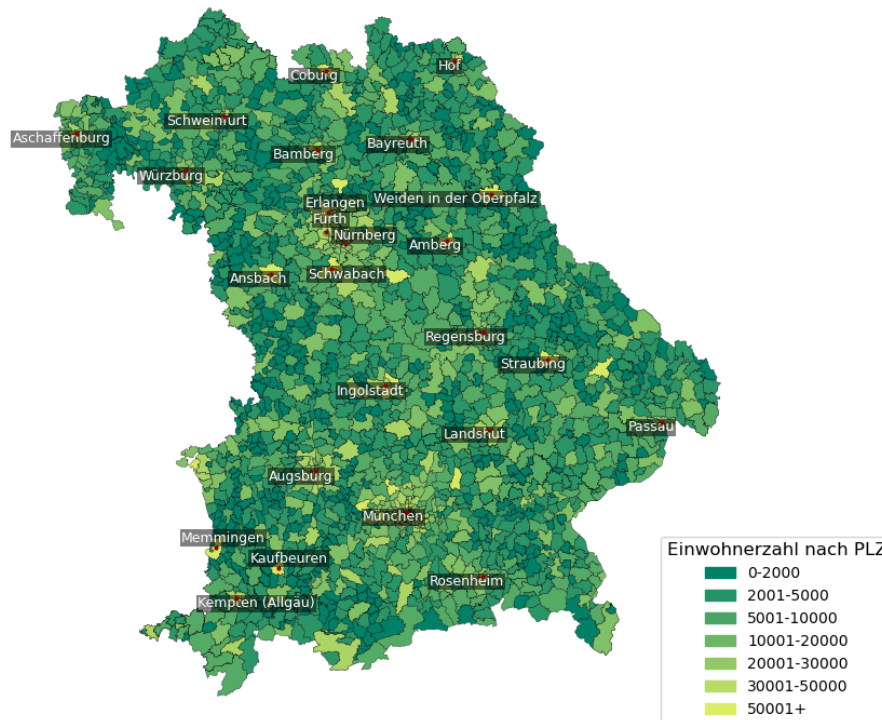 Coburg
Hof
Schweinfurt
Aschaffenburg
Bayreuth
Bamberg
Würzburg
Weiden in der Oberpfalz
Erlangen
Fürth
Nürnberg
Amberg
Schwabach
Ansbach
Regensburg
Straubing
Ingolstadt
Passau
Landshut
Augsburg
München
Memmingen
Kaufbeuren
Rosenheim
Kempten (Allgäu)
Einwohnerzahl nach PLZ
0-2000
2001-5000
5001-10000
10001-20000
20001-30000
30001-50000
50001+